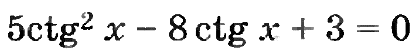 5ctg² x − 8 ctg x + 3 = 0